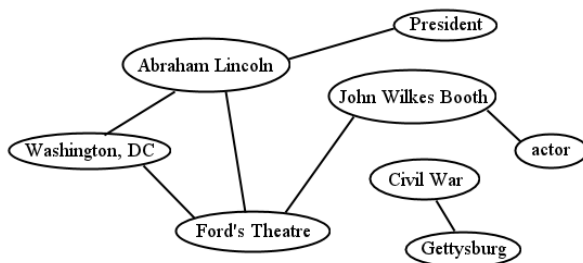 President
Abraham Lincoln
John Wilkes Booth
Washington, DC
actor
Civil War
Ford's Theatre
Gettysburg